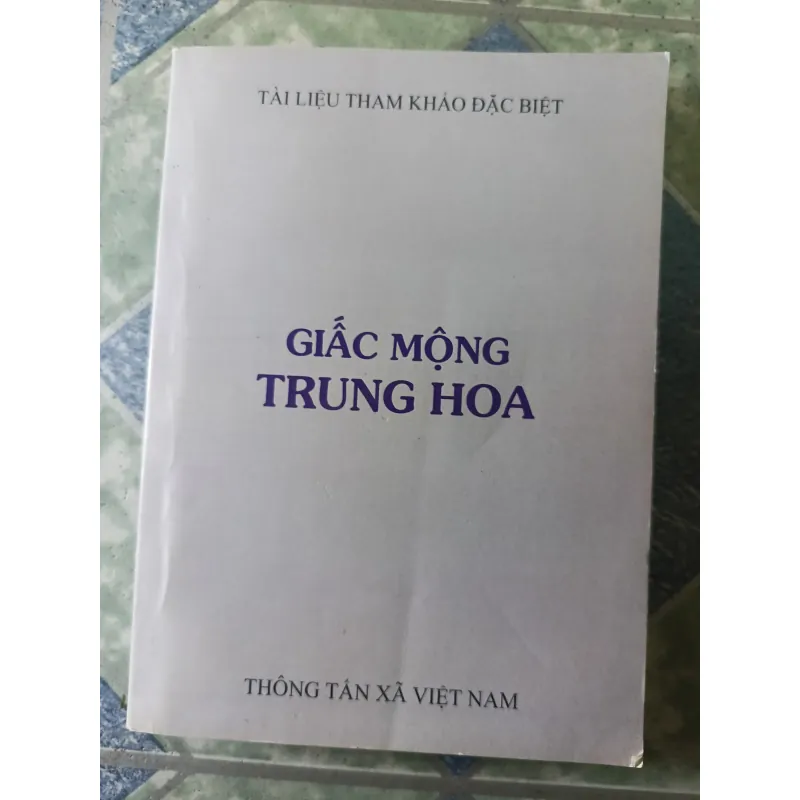 TÀI LIỆU THAM KHẢO ĐẶC BIỆT
GIẤC MỘNG
TRUNG HOA
THÔNG TẤN XÃ VIỆT NAM